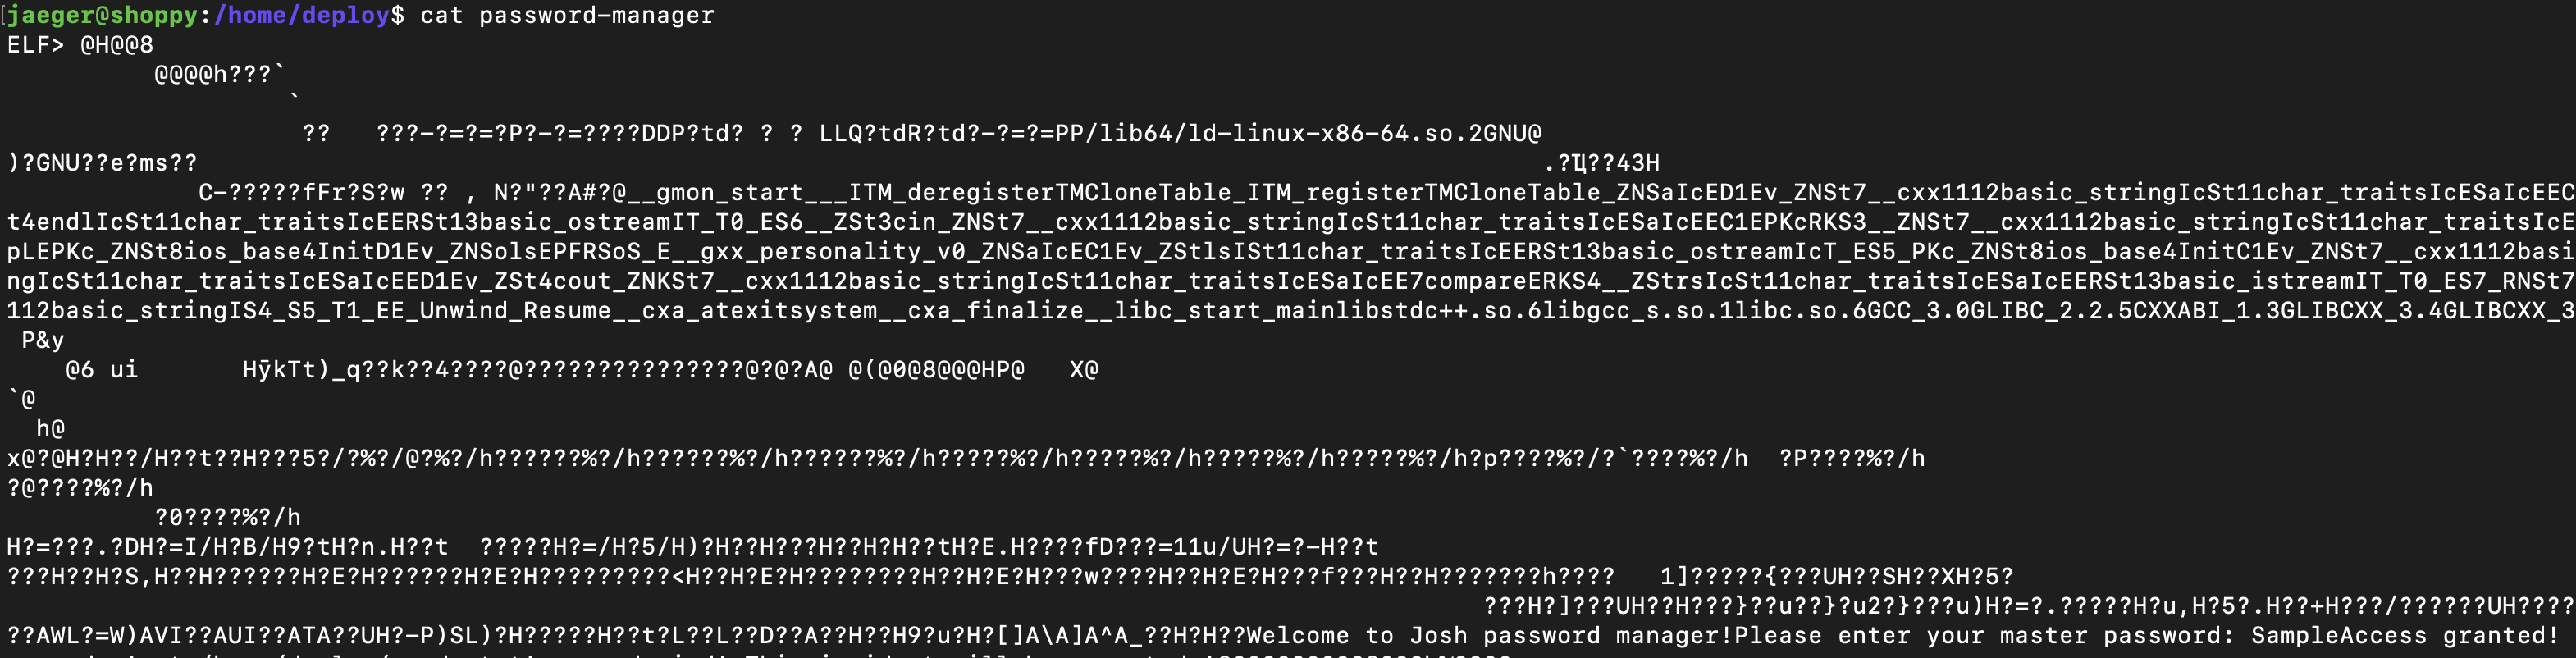 [jaeger@shoppy:/home/deploy$ cat password-manager
ELF> @H@@8
@@@@h???`
`
??   ???-?=?=?P?-?=????DDP?td? ? ? LLQ?tdR?td?-?=?=PP/lib64/ld-linux-x86-64.so.2GNU@
)?GNU??e?ms?? .?Ц??43H
C-?????fFr?S?w ?? , N?"??A#?@__gmon_start___ITM_deregisterTMCloneTable_ITM_registerTMCloneTable_ZNSaIcED1Ev_ZNSt7__cxx1112basic_stringIcSt11char_traitsIcESaIcEEC
t4endlIcSt11char_traitsIcEERSt13basic_ostreamIT_T0_ES6__ZSt3cin_ZNSt7__cxx1112basic_stringIcSt11char_traitsIcESaIcEEC1EPKcRKS3__ZNSt7__cxx1112basic_stringIcSt11char_traitsIcE
pLEPKc_ZNSt8ios_base4InitD1Ev_ZNSolsEPFRSoS_E__gxx_personality_v0_ZNSaIcEC1Ev_ZStlsISt11char_traitsIcEERSt13basic_ostreamIcT_ES5_PKc_ZNSt8ios_base4InitC1Ev_ZNSt7__cxx1112basi
ngIcSt11char_traitsIcESaIcEED1Ev_ZSt4cout_ZNKSt7__cxx1112basic_stringIcSt11char_traitsIcESaIcEE7compareERKS4__ZStrsIcSt11char_traitsIcESaIcEERSt13basic_istreamIT_T0_ES7_RNSt7
112basic_stringIS4_S5_T1_EE_Unwind_Resume__cxa_atexitsystem__cxa_finalize__libc_start_mainlibstdc++.so.6libgcc_s.so.1libc.so.6GCC_3.0GLIBC_2.2.5CXXABI_1.3GLIBCXX_3.4GLIBCXX_3
P&y
@6 ui       HȳkTt)_q??k??4????@???????????????@?@?A@ @(@0@8@@@HP@   X@
`@
h@
x@?@H?H??/H??t??H???5?/?%?/@?%?/h??????%?/h??????%?/h??????%?/h?????%?/h?????%?/h?????%?/h?????%?/h?p????%?/?`????%?/h  ?P????%?/h
?@????%?/h
?0????%?/h
H?=???.?DH?=I/H?B/H9?tH?n.H??t  ?????H?=/H?5/H)?H??H???H??H?H??tH?E.H????fD???=11u/UH?=?-H??t
???H??H?S,H??H??????H?E?H??????H?E?H?????????<H??H?E?H????????H??H?E?H???w????H??H?E?H???f???H??H???????h????   1]?????{???UH??SH??XH?5?
???H?]???UH??H???}??u??}?u2?}???u)H?=?.?????H?u,H?5?.H??+H???/??????UH????
??AWL?=W)AVI??AUI??ATA??UH?-P)SL)?H?????H??t?L??L??D??A??H??H9?u?H?[]A\A]A^A_??H?H??Welcome to Josh password manager!Please enter your master password: SampleAccess granted!